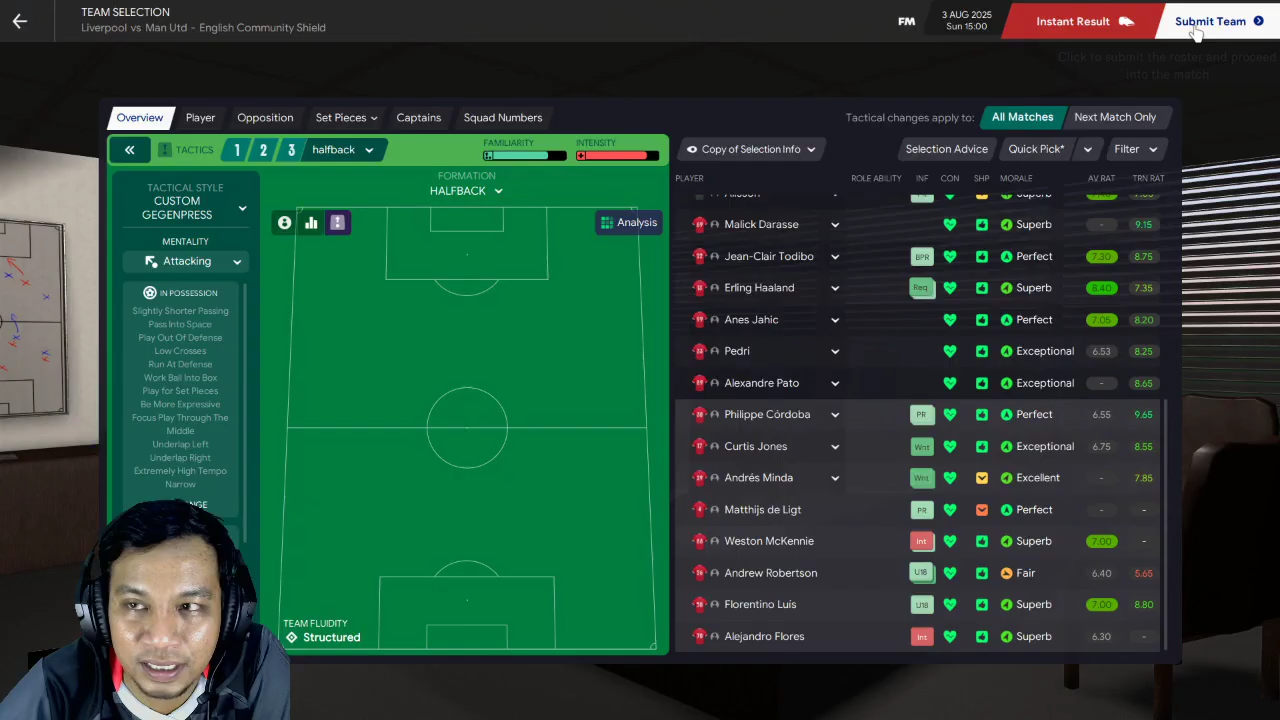 TEAM SELECTION
Liverpool vs Man Utd - English Community Shield
FM
3 AUG 2025
Sun 15:00
Instant Result
Submit Team
Click to submit the roster and proceed
into the match
Overview
Player
Opposition
Set Pieces
Captains
Squad Numbers
Tactical changes apply to:
All Matches
Next Match Only
TACTICS
1
2
3
halfback
FAMILIARITY
INTENSITY
Copy of Selection Info
Selection Advice
Quick Pick*
Filter
TACTICAL STYLE
CUSTOM
GEGENPRESS
MENTALITY
Attacking
IN POSSESSION
Slightly Shorter Passing
Pass Into Space
Play Out Of Defense
Low Crosses
Run At Defense
Work Ball Into Box
Play for Set Pieces
Be More Expressive
Focus Play Through The
Middle
Underlap Left
Underlap Right
Extremely High Tempo
Narrow
FORMATION
HALFBACK
Analysis
TEAM FLUIDITY
Structured
PLAYER ROLE ABILITY INF CON SHP MORALE AV RAT TRN RAT
Malick Darasse Superb - 9.15
Jean-Clair Todibo BPR Perfect 7.30 8.75
Erling Haaland Req Superb 8.40 7.35
Anes Jahic Perfect 7.05 8.20
Pedri Exceptional 6.53 8.25
Alexandre Pato Exceptional - 8.65
Philippe Córdoba PR Perfect 6.55 9.65
Curtis Jones Wnt Exceptional 6.75 8.55
Andrés Minda Wnt Excellent - 7.85
Matthijs de Ligt PR Perfect - -
Weston McKennie Int Superb 7.00 -
Andrew Robertson U18 Fair 6.40 5.65
Florentino Luís U18 Superb 7.00 8.80
Alejandro Flores Int Superb 6.30 -